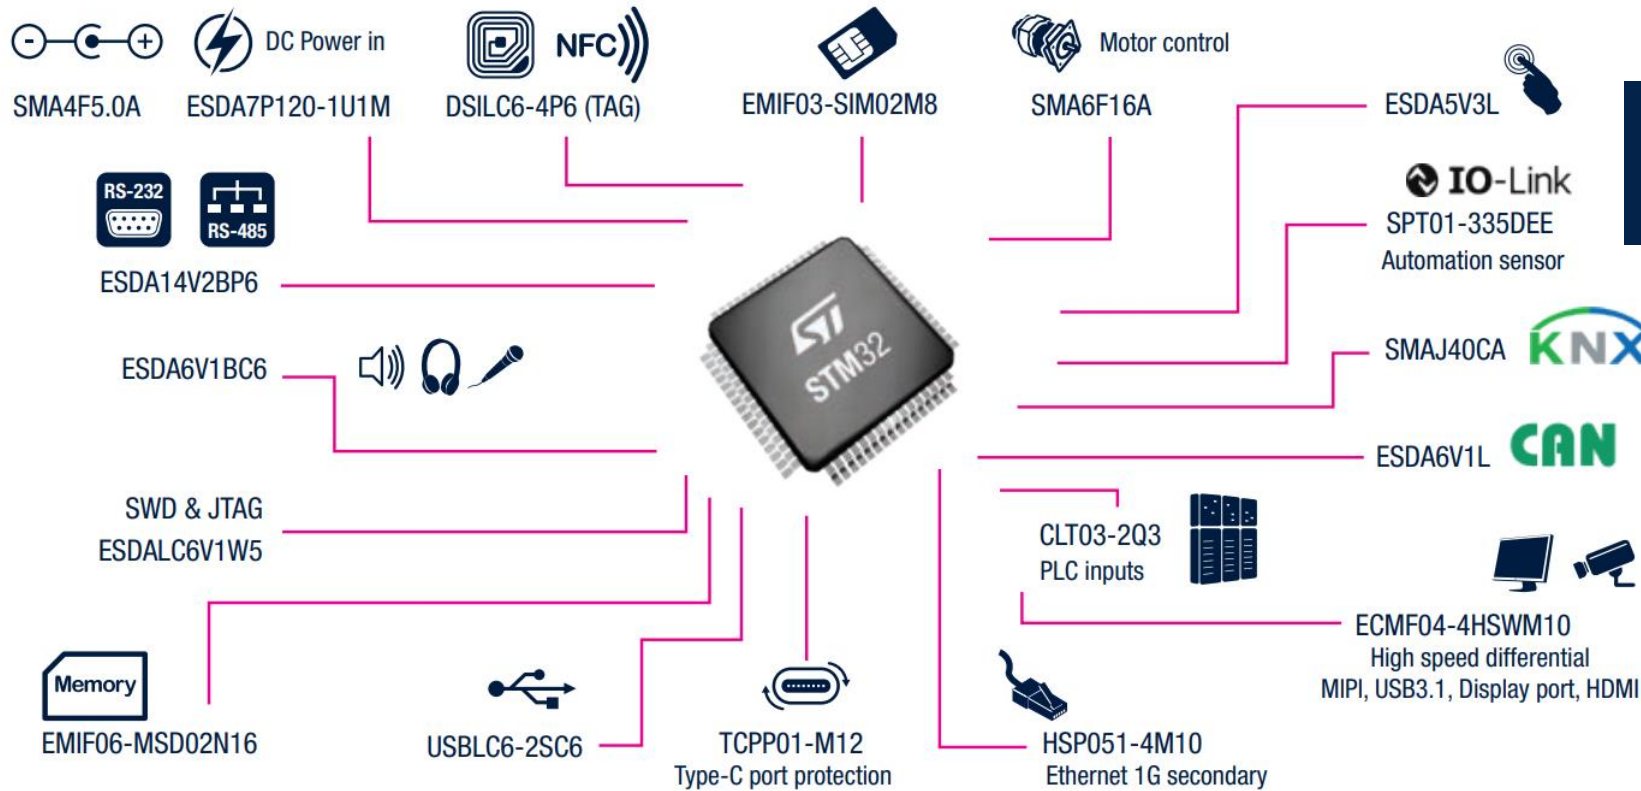 DC Power in
NFC
Motor control
SMA4F5.0A
ESDA7P120-1U1M
DSILC6-4P6 (TAG)
EMIF03-SIM02M8
SMA6F16A
ESDA5V3L
RS-232
RS-485
IO-Link
SPT01-335DEE
Automation sensor
ESDA14V2BP6
ST
STM32
KNX
SMAJ40CA
ESDA6V1BC6
CAN
ESDA6V1L
SWD & JTAG
ESDALC6V1W5
CLT03-2Q3
PLC inputs
ECMF04-4HSWM10
High speed differential
MIPI, USB3.1, Display port, HDMI
Memory
EMIF06-MSD02N16
USBLC6-2SC6
TCPP01-M12
Type-C port protection
HSP051-4M10
Ethernet 1G secondary